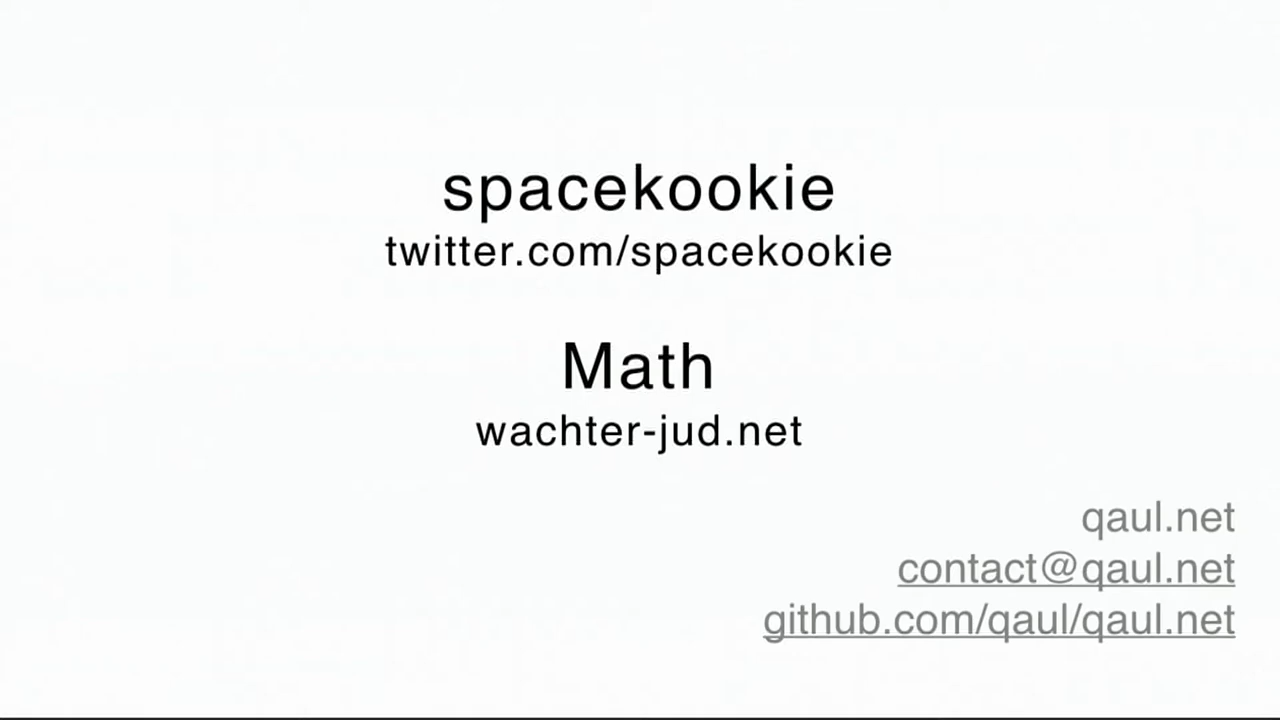 spacekookie
twitter.com/spacekookie
Math
wachter-jud.net
qaul.net
contact@qaul.net
github.com/qaul/qaul.net